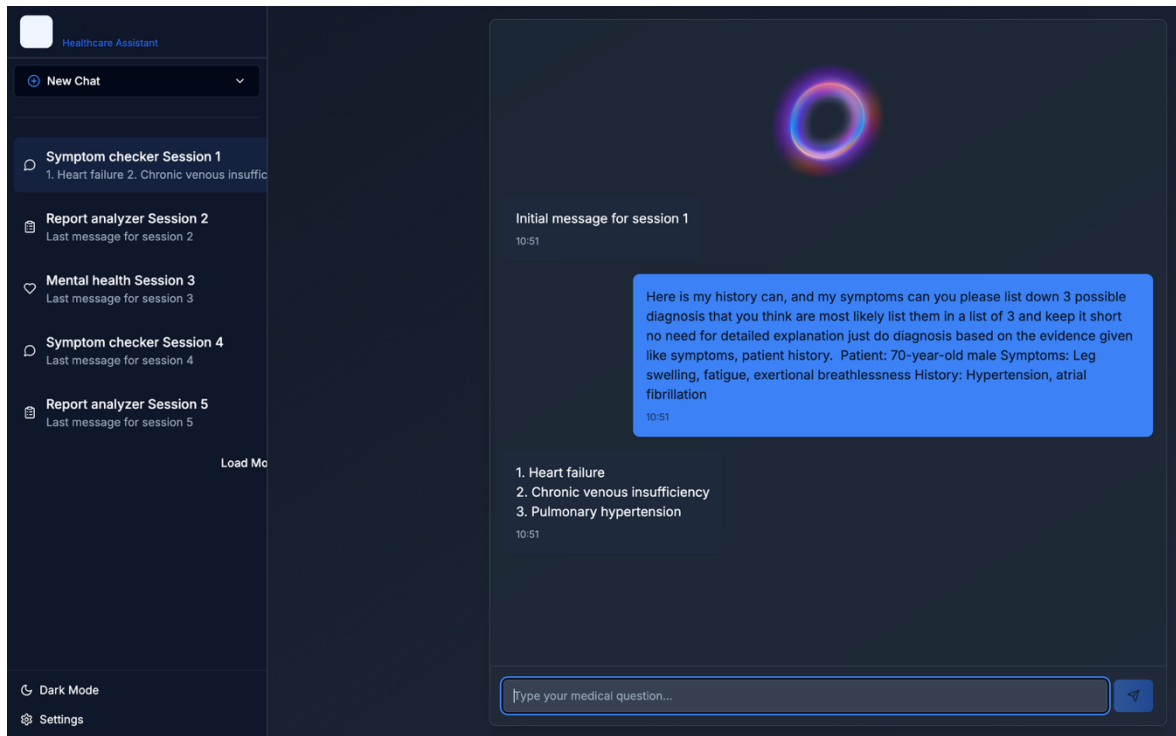 Healthcare Assistant
New Chat
Symptom checker Session 1
1. Heart failure 2. Chronic venous insuffic
Report analyzer Session 2
Last message for session 2
Mental health Session 3
Last message for session 3
Symptom checker Session 4
Last message for session 4
Report analyzer Session 5
Last message for session 5
Load Mo
Dark Mode
Settings
Initial message for session 1
10:51
Here is my history can, and my symptoms can you please list down 3 possible
diagnosis that you think are most likely list them in a list of 3 and keep it short
no need for detailed explanation just do diagnosis based on the evidence given
like symptoms, patient history.  Patient: 70-year-old male Symptoms: Leg
swelling, fatigue, exertional breathlessness History: Hypertension, atrial
fibrillation
10:51
1. Heart failure
2. Chronic venous insufficiency
3. Pulmonary hypertension
10:51
Type your medical question...